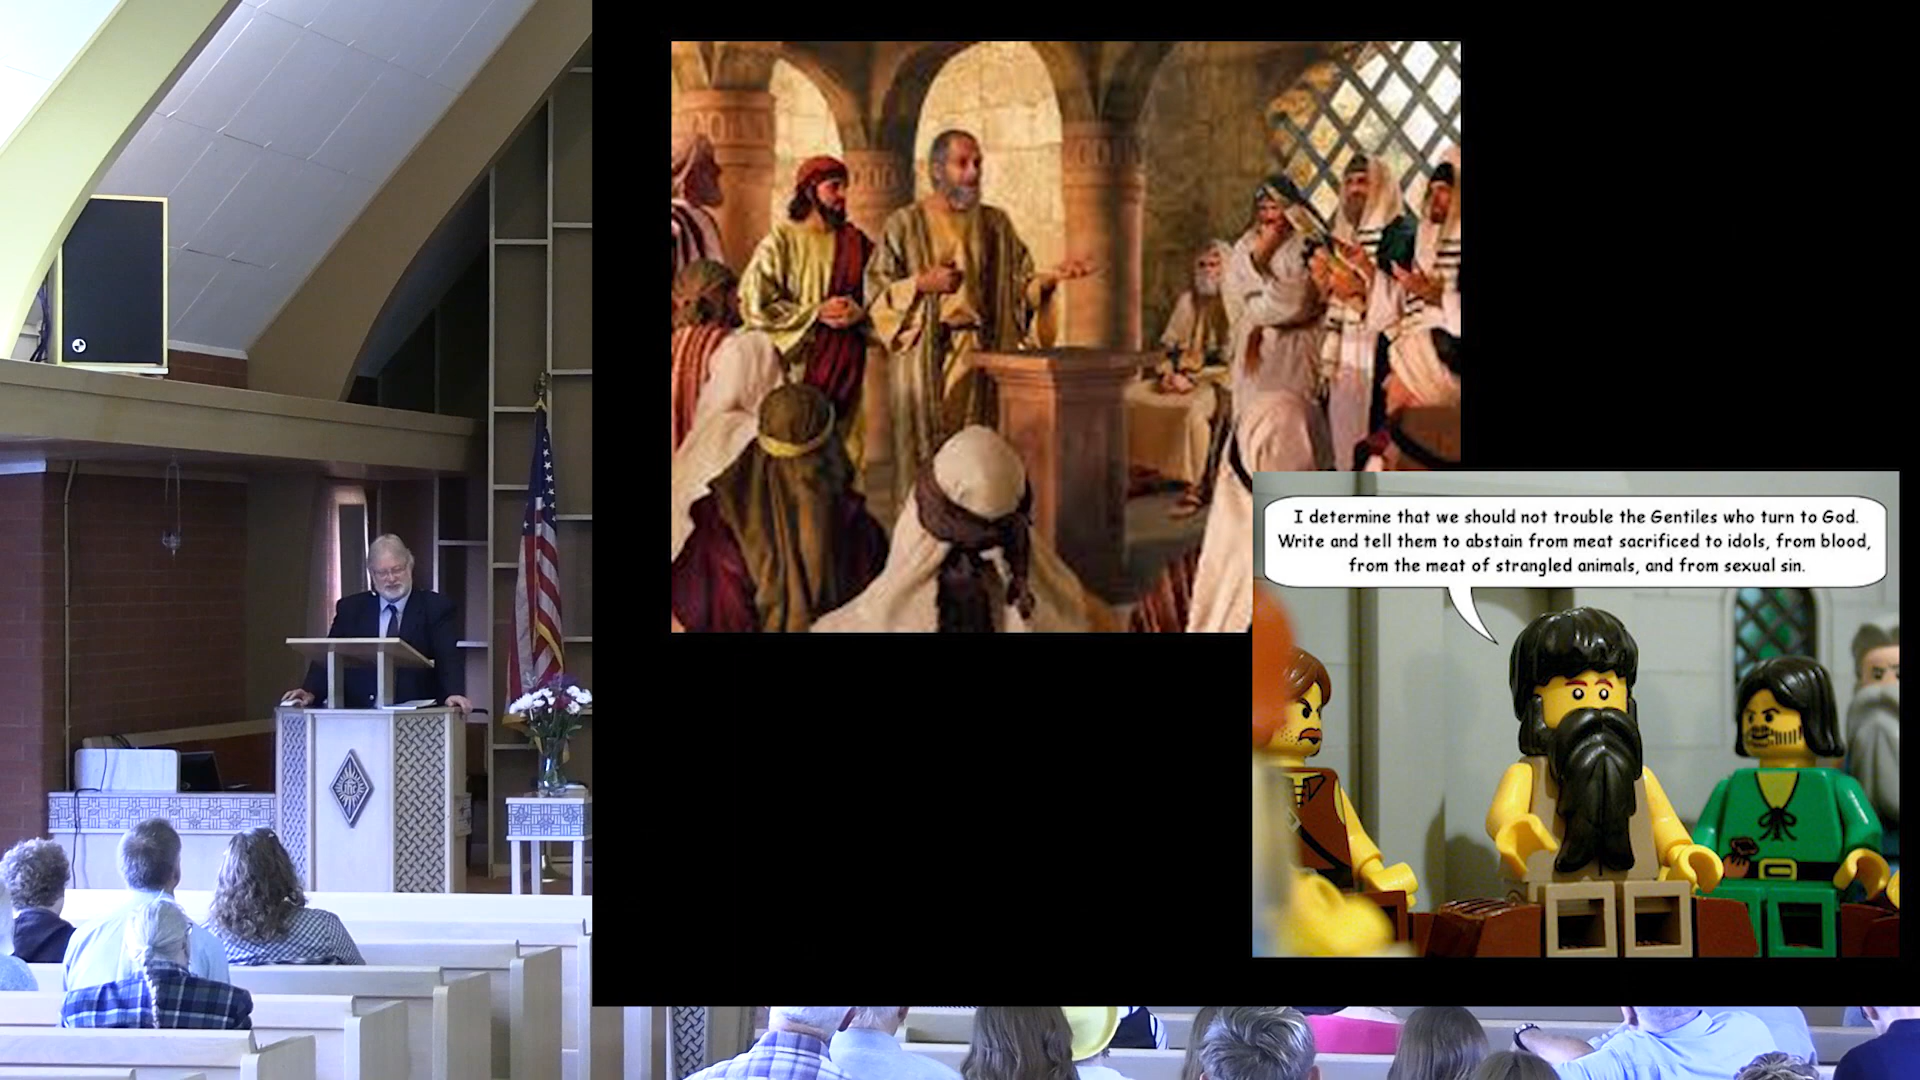 I determine that we should not trouble the Gentiles who turn to God.
Write and tell them to abstain from meat sacrificed to idols, from blood,
from the meat of strangled animals, and from sexual sin.